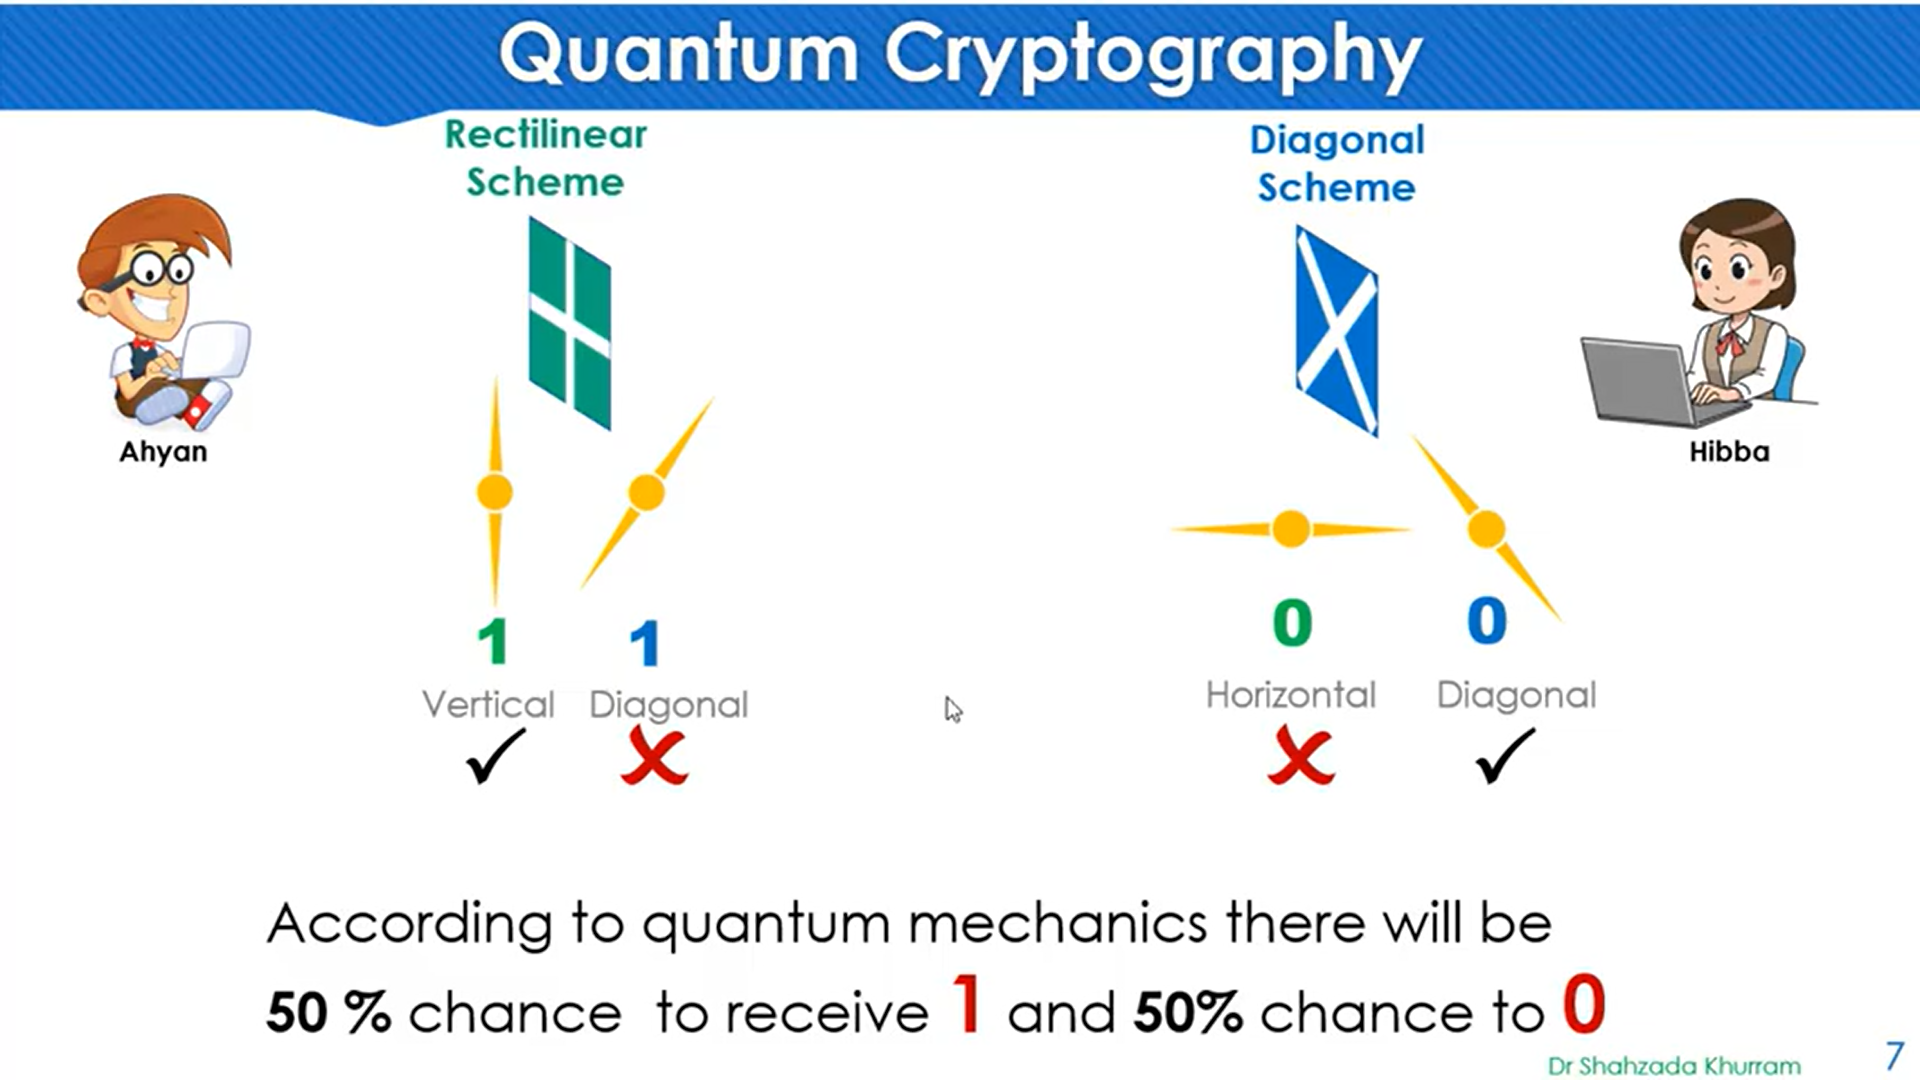 Quantum Cryptography
Rectilinear
Scheme
Diagonal
Scheme
Ahyan
Hibba
1
1
0
0
Vertical
Diagonal
Horizontal
Diagonal
According to quantum mechanics there will be
50 % chance to receive 1 and 50% chance to 0
Dr Shahzada Khurram
7